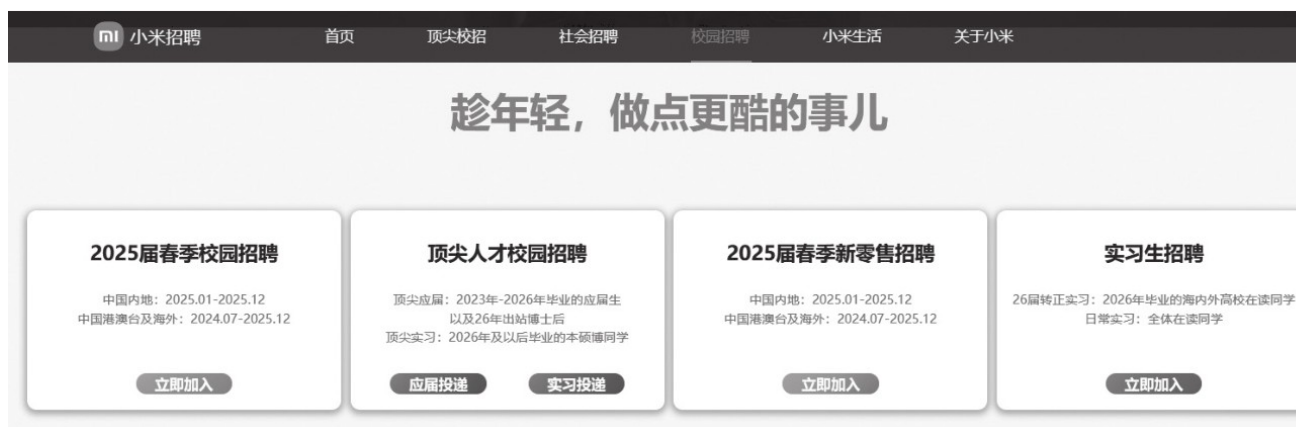 小米招聘
首页
顶尖校招
社会招聘
校园招聘
小米生活
关于小米
趁年轻，做点更酷的事儿
2025届春季校园招聘
中国内地：2025.01-2025.12
中国港澳台及海外：2024.07-2025.12
立即加入
顶尖人才校园招聘
顶尖应届：2023年-2026年毕业的应届生
以及26年出站博士后
顶尖实习：2026年及以后毕业的本硕博同学
应届投递
实习投递
2025届春季新零售招聘
中国内地：2025.01-2025.12
中国港澳台及海外：2024.07-2025.12
立即加入
实习生招聘
26届转正实习：2026年毕业的海内外高校在读同学
日常实习：全体在读同学
立即加入